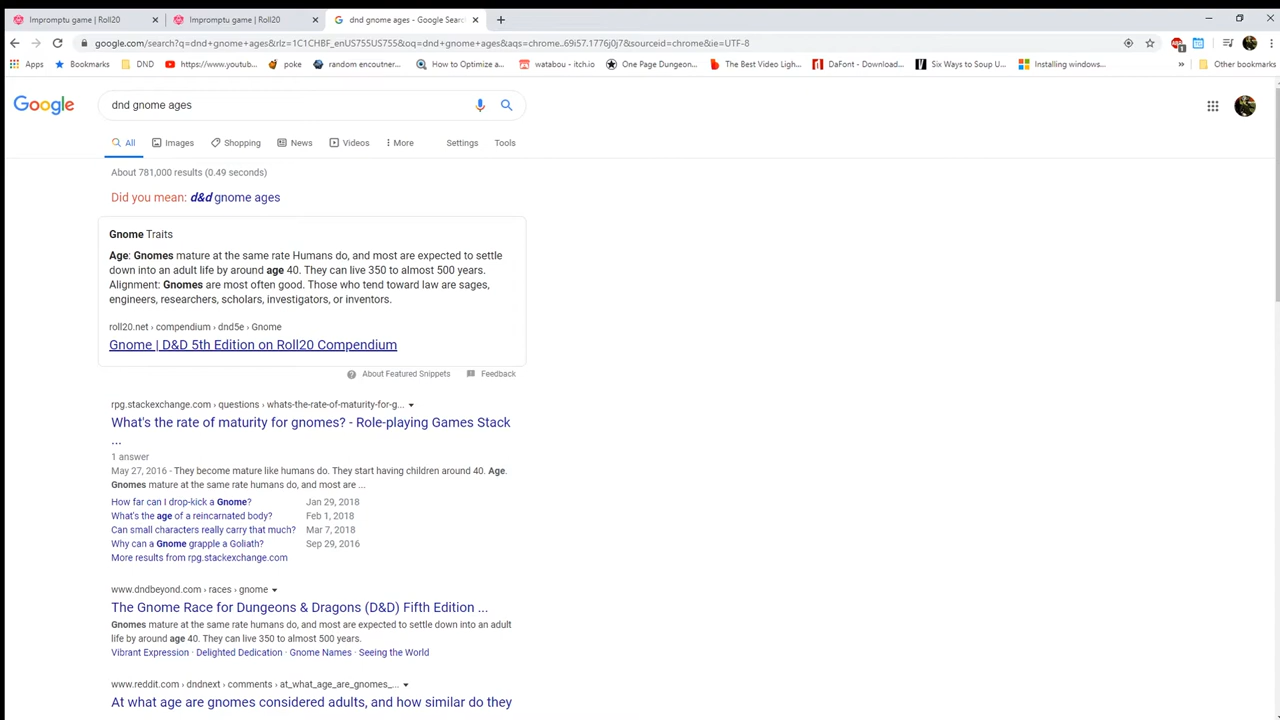 Impromptu game | Roll20
Impromptu game | Roll20
dnd gnome ages - Google Sear
google.com/search?q=dnd+gnome+ages&rlz=1C1CHBF_enUS755US755&oq=dnd+gnome+ages&aqs=chrome..69i57.1776j0j7&sourceid=chrome&ie=UTF-8
Apps Bookmarks DND https://www.youtub... poke random encoutner... How to Optimize a... watabou - itch.io One Page Dungeon... The Best Video Ligh... DaFont - Download... Six Ways to Soup U... Installing windows... » Other bookmarks
Google
dnd gnome ages
All Images Shopping News Videos More Settings Tools
About 781,000 results (0.49 seconds)
Did you mean: d&d gnome ages
Gnome Traits
Age: Gnomes mature at the same rate Humans do, and most are expected to settle
down into an adult life by around age 40. They can live 350 to almost 500 years.
Alignment: Gnomes are most often good. Those who tend toward law are sages,
engineers, researchers, scholars, investigators, or inventors.
roll20.net › compendium › dnd5e › Gnome
Gnome | D&D 5th Edition on Roll20 Compendium
About Featured Snippets Feedback
rpg.stackexchange.com › questions › whats-the-rate-of-maturity-for-g...
What's the rate of maturity for gnomes? - Role-playing Games Stack
...
1 answer
May 27, 2016 - They become mature like humans do. They start having children around 40. Age.
Gnomes mature at the same rate humans do, and most are ...
How far can I drop-kick a Gnome? Jan 29, 2018
What's the age of a reincarnated body? Feb 1, 2018
Can small characters really carry that much? Mar 7, 2018
Why can a Gnome grapple a Goliath? Sep 29, 2016
More results from rpg.stackexchange.com
www.dndbeyond.com › races › gnome
The Gnome Race for Dungeons & Dragons (D&D) Fifth Edition ...
Gnomes mature at the same rate humans do, and most are expected to settle down into an adult
life by around age 40. They can live 350 to almost 500 years.
Vibrant Expression · Delighted Dedication · Gnome Names · Seeing the World
www.reddit.com › dndnext › comments › at_what_age_are_gnomes_...
At what age are gnomes considered adults, and how similar do they